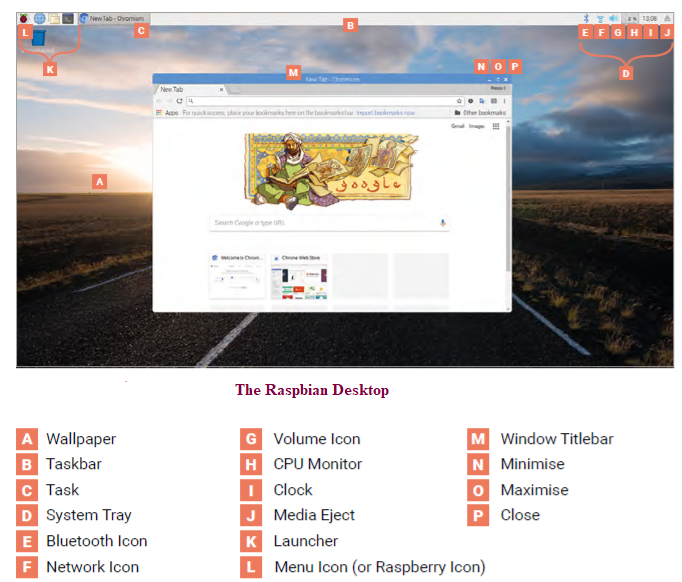 New Tab - Chromium
B
2 %
13:08
L
C
E F G H I J
K
M
New Tab - Chromium
N O P
D
New Tab
Apps For quick access, place your bookmarks here on the bookmarks bar. Import bookmarks now... Other bookmarks
Gmail Images
A
google
Search Google or type URL
Welcome to Chrom... Chrome Web Store
The Raspbian Desktop
A Wallpaper G Volume Icon M Window Titlebar
B Taskbar H CPU Monitor N Minimise
C Task I Clock O Maximise
D System Tray J Media Eject P Close
E Bluetooth Icon K Launcher
F Network Icon L Menu Icon (or Raspberry Icon)